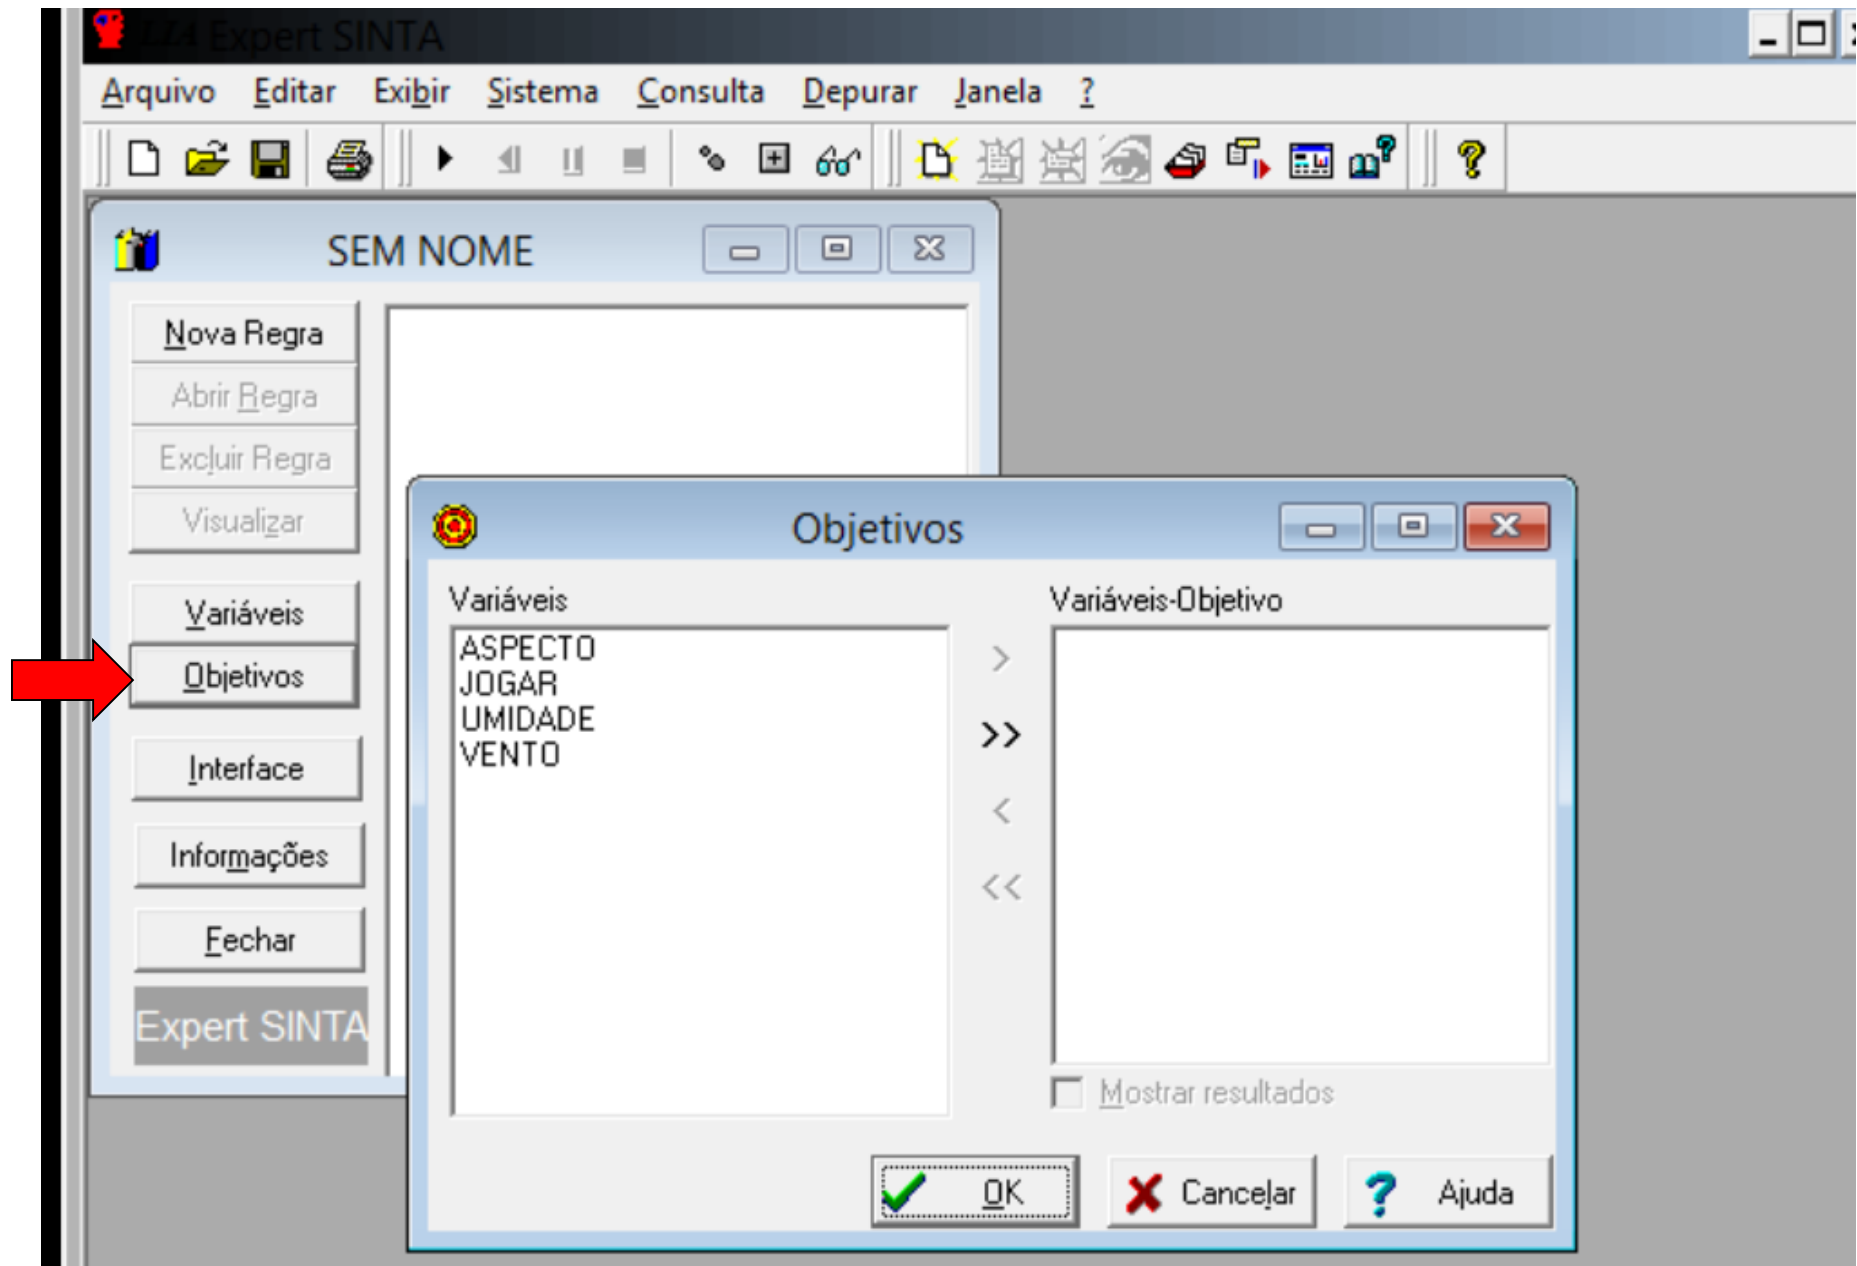 LIA Expert SINTA
Arquivo Editar Exibir Sistema Consulta Depurar Janela ?
SEM NOME
Nova Regra
Abrir Regra
Excluir Regra
Visualizar
Variáveis
Objetivos
Interface
Informações
Fechar
Expert SINTA
Objetivos
Variáveis
ASPECTO
JOGAR
UMIDADE
VENTO
>
>>
<
<<
Variáveis-Objetivo
Mostrar resultados
OK Cancelar Ajuda